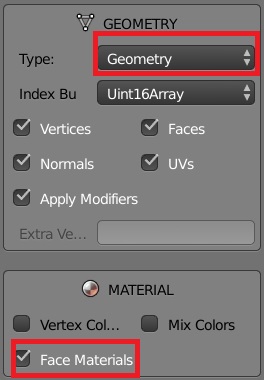 GEOMETRY
Type: Geometry
Index Bu Uint16Array
Vertices Faces
Normals UVs
Apply Modifiers
Extra Ve...
MATERIAL
Vertex Col... Mix Colors
Face Materials